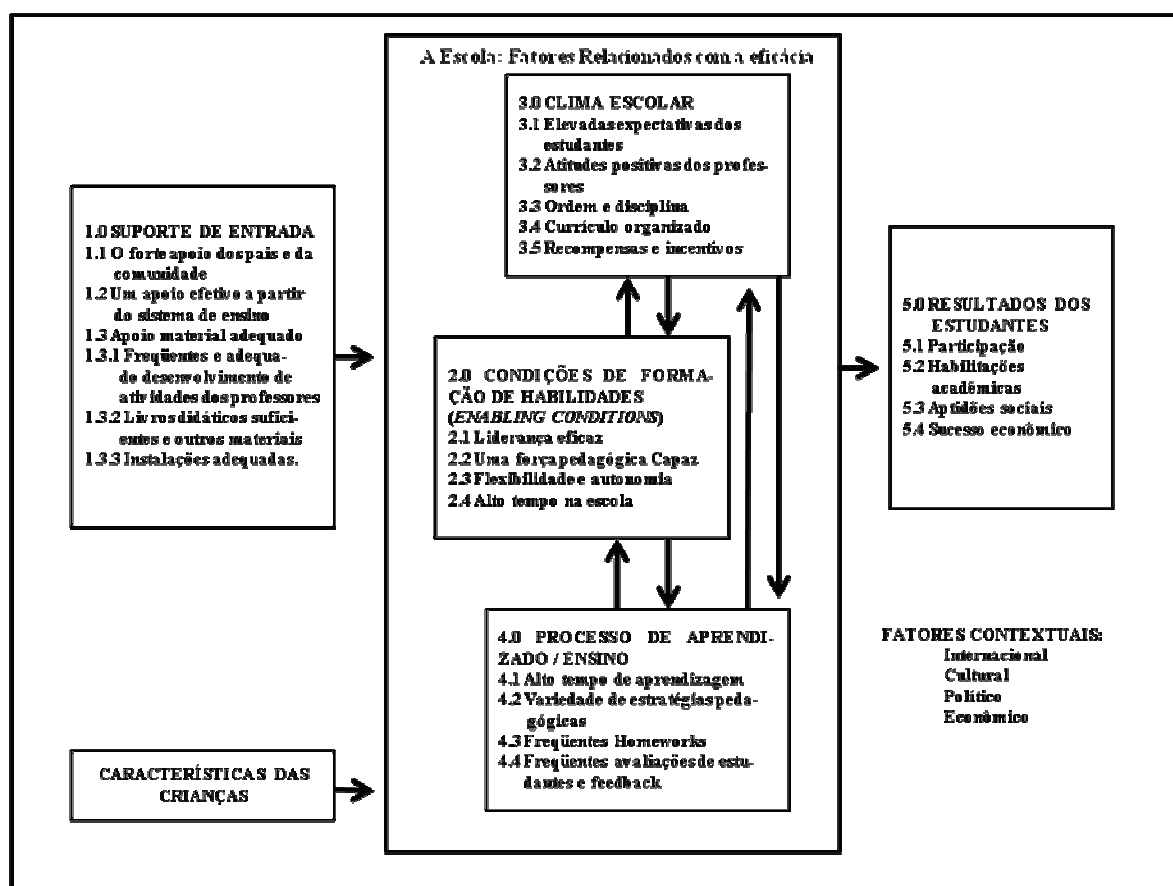 A Escola: Fatores Relacionados com a eficácia
3.0 CLIMA ESCOLAR
3.1 Elevadas expectativas dos
estudantes
3.2 Atitudes positivas dos profes-
sores
3.3 Ordem e disciplina
3.4 Currículo organizado
3.5 Recompensas e incentivos
1.0 SUPORTE DE ENTRADA
1.1 O forte apoio dos pais e da
comunidade
1.2 Um apoio efetivo a partir
do sistema de ensino
1.3 Apoio material adequado
1.3.1 Freqüentes e adequa-
do desenvolvimento de
atividades dos professores
1.3.2 Livros didáticos sufici-
entes e outros materiais
1.3.3 Instalações adequadas.
2.0 CONDIÇÕES DE FORMA-
ÇÃO DE HABILIDADES
(ENABLING CONDITIONS)
2.1 Liderança eficaz
2.2 Uma força pedagógica Capaz
2.3 Flexibilidade e autonomia
2.4 Alto tempo na escola
5.0 RESULTADOS DOS
ESTUDANTES
5.1 Participação
5.2 Habilitações
acadêmicas
5.3 Aptidões sociais
5.4 Sucesso econômico
4.0 PROCESSO DE APRENDI-
ZADO / ENSINO
4.1 Alto tempo de aprendizagem
4.2 Variedade de estratégias peda-
gógicas
4.3 Freqüentes Homeworks
4.4 Freqüentes avaliações de estu-
dantes e feedback
FATORES CONTEXTUAIS:
Internacional
Cultural
Político
Econômico
CARACTERÍSTICAS DAS
CRIANÇAS